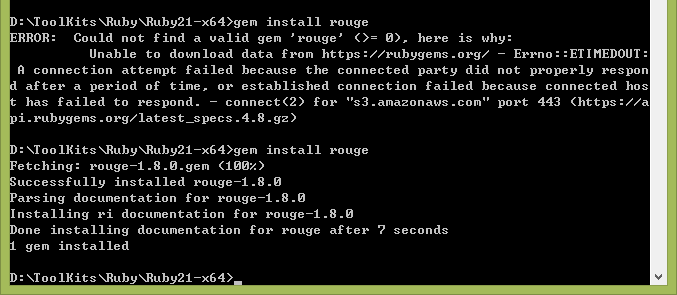 D:\ToolKits\Ruby\Ruby21-x64>gem install rouge
ERROR:  Could not find a valid gem 'rouge' (>= 0), here is why:
          Unable to download data from https://rubygems.org/ - Errno::ETIMEDOUT:
 A connection attempt failed because the connected party did not properly respon
d after a period of time, or established connection failed because connected hos
t has failed to respond. - connect(2) for "s3.amazonaws.com" port 443 (https://a
pi.rubygems.org/latest_specs.4.8.gz)
D:\ToolKits\Ruby\Ruby21-x64>gem install rouge
Fetching: rouge-1.8.0.gem (100%)
Successfully installed rouge-1.8.0
Parsing documentation for rouge-1.8.0
Installing ri documentation for rouge-1.8.0
Done installing documentation for rouge after 7 seconds
1 gem installed
D:\ToolKits\Ruby\Ruby21-x64>